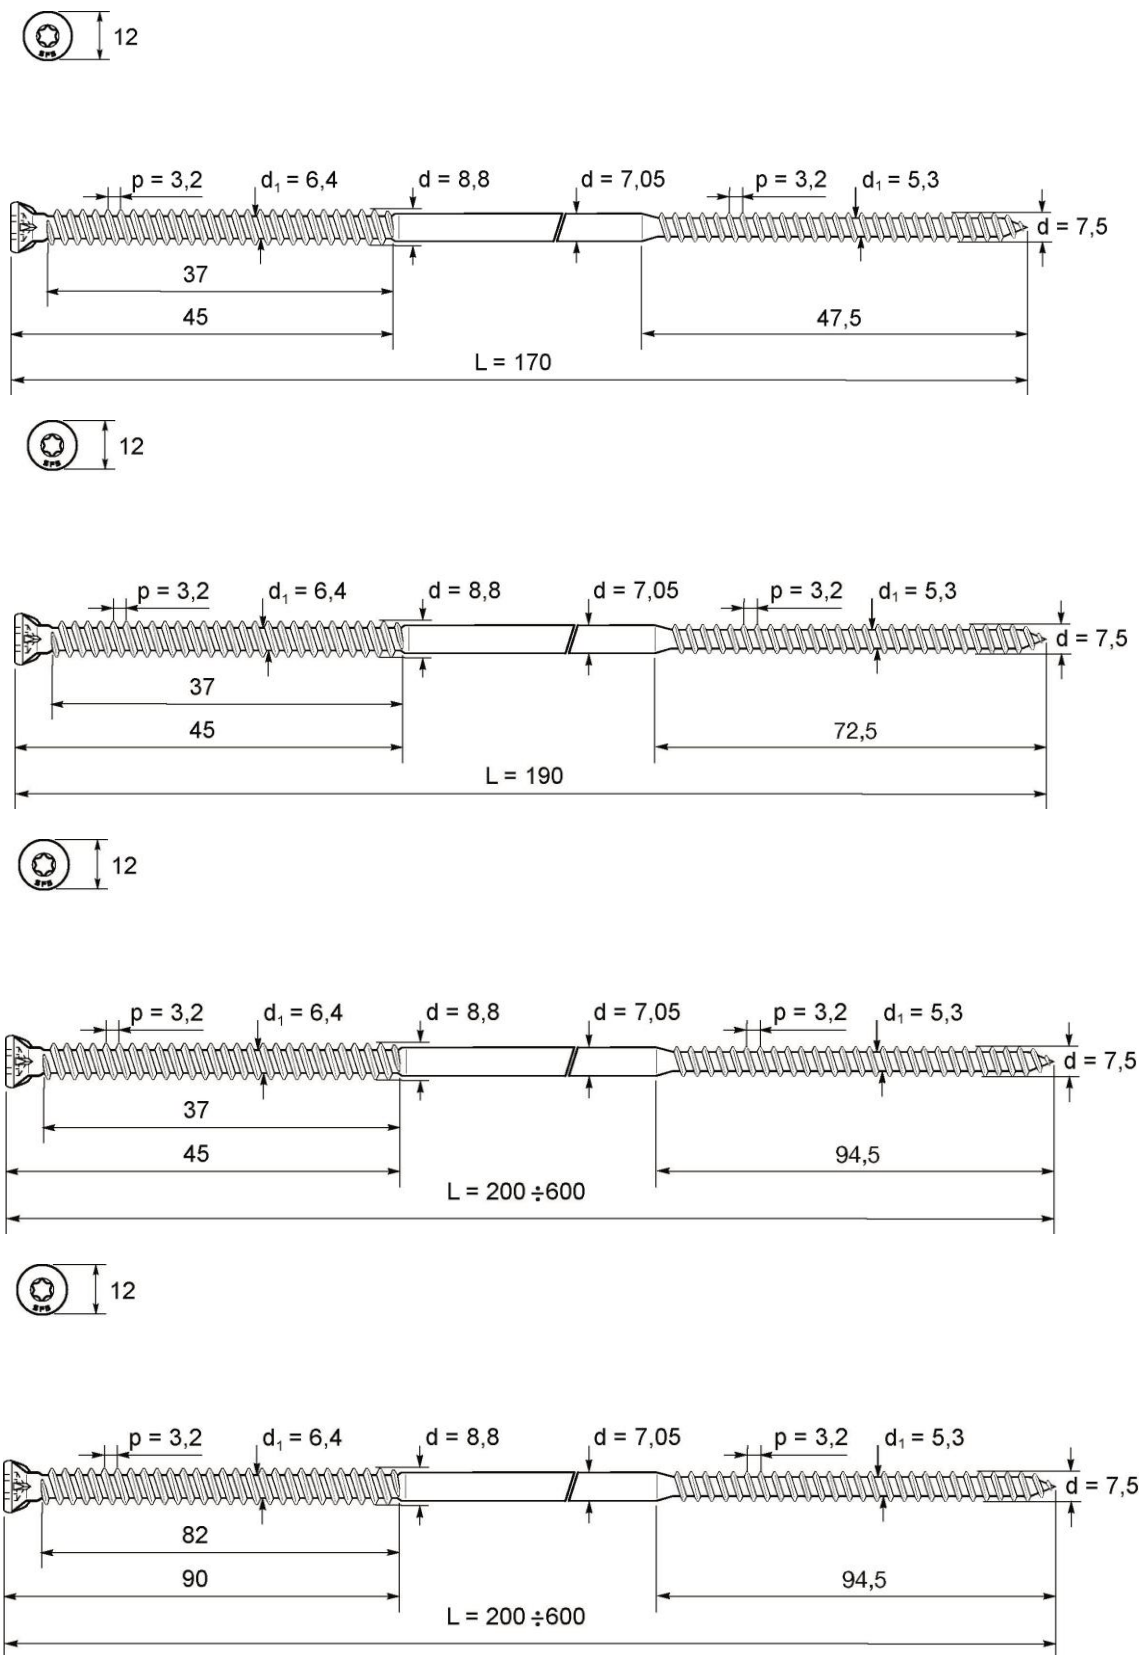 12
SFS
p = 3,2 d₁ = 6,4 d = 8,8 d = 7,05 p = 3,2 d₁ = 5,3
d = 7,5
37
45 47,5
L = 170
12
SFS
p = 3,2 d₁ = 6,4 d = 8,8 d = 7,05 p = 3,2 d₁ = 5,3
d = 7,5
37
45 72,5
L = 190
12
SFS
p = 3,2 d₁ = 6,4 d = 8,8 d = 7,05 p = 3,2 d₁ = 5,3
d = 7,5
37
45 94,5
L = 200 ÷600
12
SFS
p = 3,2 d₁ = 6,4 d = 8,8 d = 7,05 p = 3,2 d₁ = 5,3
d = 7,5
82
90 94,5
L = 200 ÷600